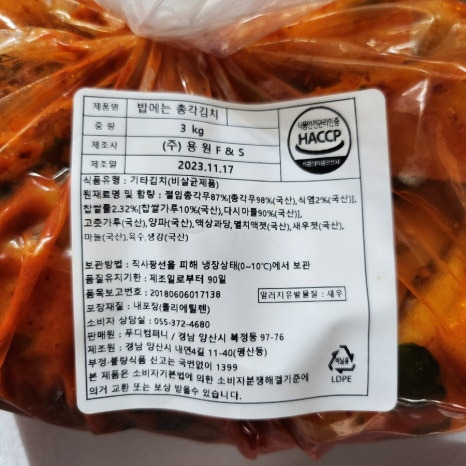 제품명 밥에는 총각김치
중 량 3 kg
제조사 (주) 용원 F & S
제조일 2023.11.17
식품안전관리인증
HACCP
식품의약품안전처
식품유형 : 기타김치(비살균제품)
원재료명 및 함량 : 절임총각무87%[총각무98%(국산), 식염2%(국산)],
찹쌀풀2.32%[찹쌀가루10%(국산),다시마물90%(국산)],
고춧가루(국산), 양파(국산), 액상과당, 멸치액젓(국산), 새우젓(국산),
마늘(국산),육수,생강(국산)
보관방법 : 직사광선을 피해 냉장상태(0~10℃)에서 보관
품질유지기한 : 제조일로부터 90일
품목보고번호 : 20180606017138
알러지유발물질 : 새우
포장재질 : 내포장(폴리에틸렌)
소비자 상담실 : 055-372-4680
판매원 : 푸디컴퍼니 / 경남 양산시 북정동 97-76
제조원 : 경남 양산시 내연4길 11-40(평산동)
부정·불량식품 신고는 국번없이 1399
본 제품은 소비자기본법에 의한 소비자분쟁해결기준에
의거 교환 또는 보상 받을수 있습니다.
비닐류
LDPE